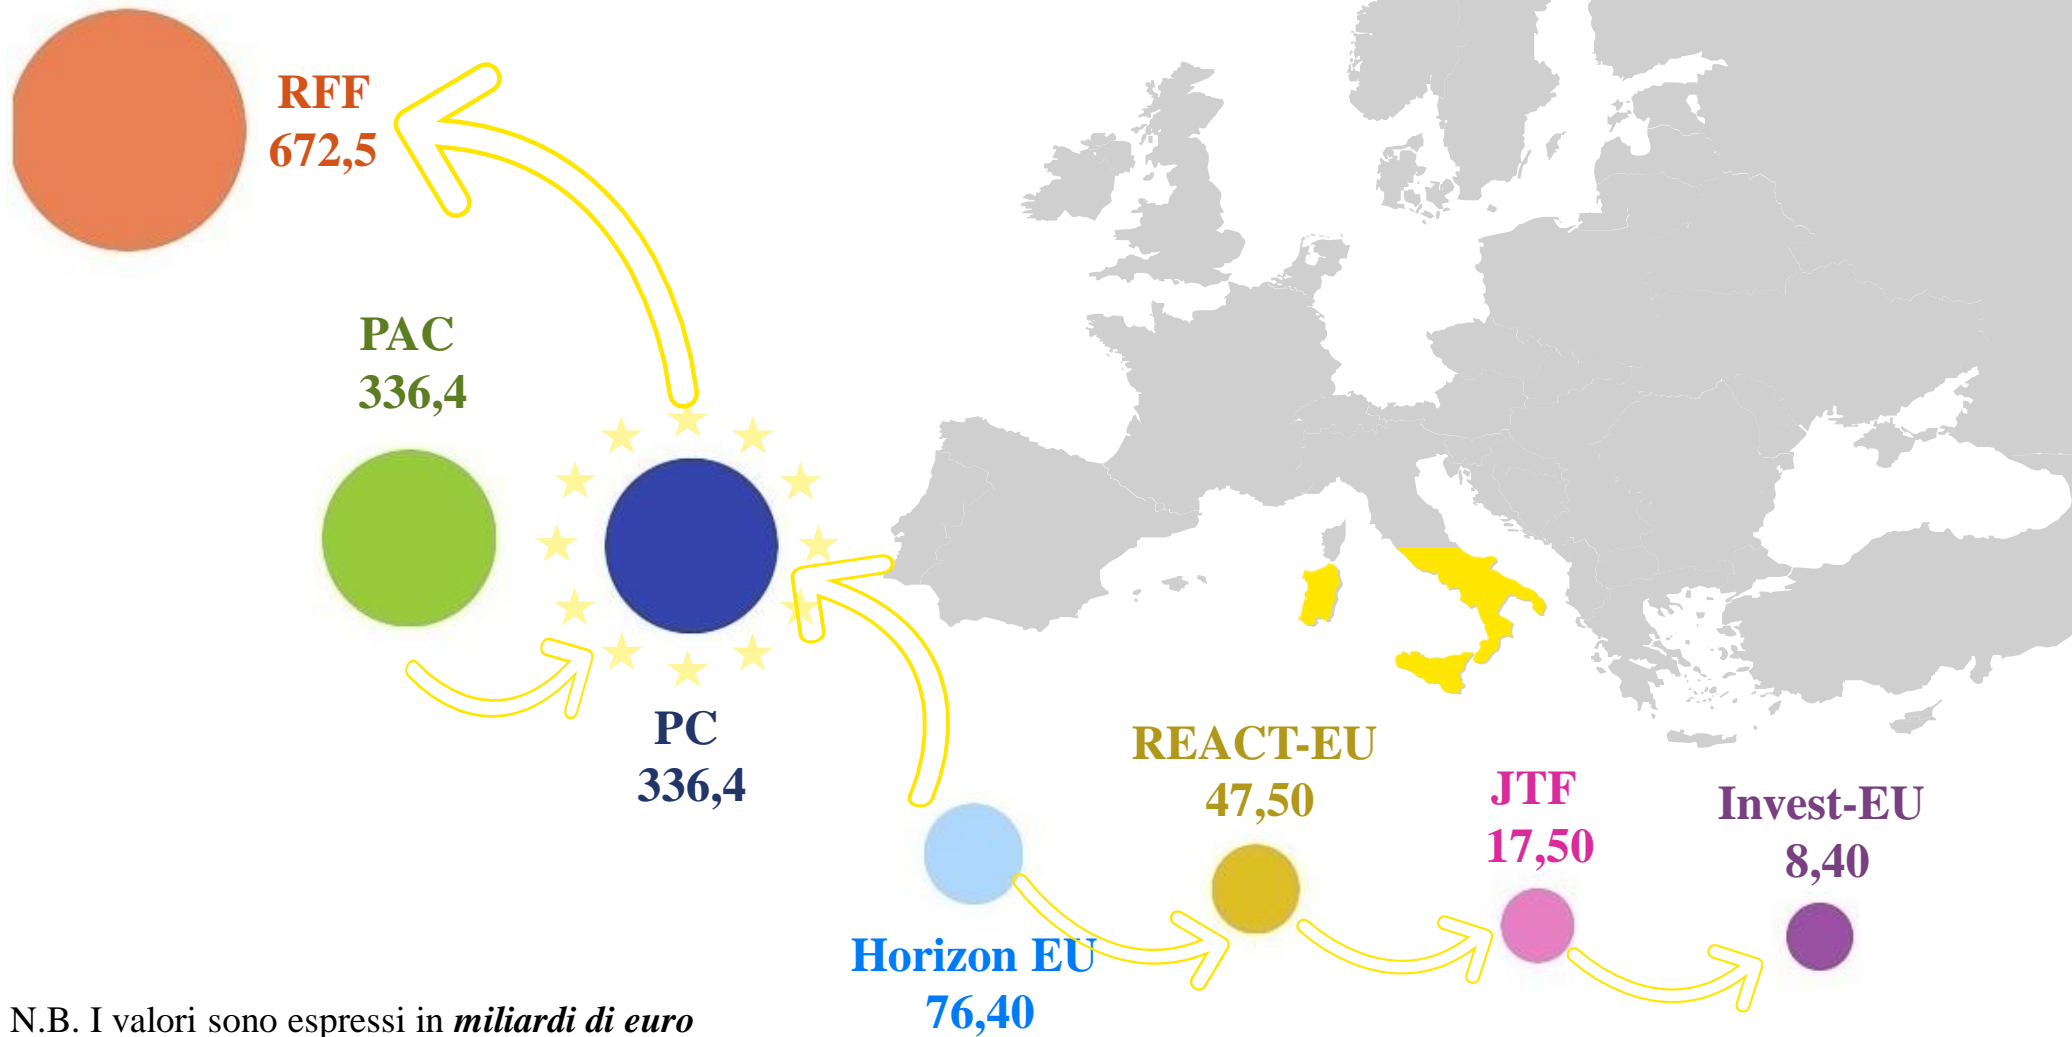 RFF
672,5
PAC
336,4
PC
336,4
REACT-EU
47,50
JTF
17,50
Invest-EU
8,40
Horizon EU
76,40
N.B. I valori sono espressi in miliardi di euro